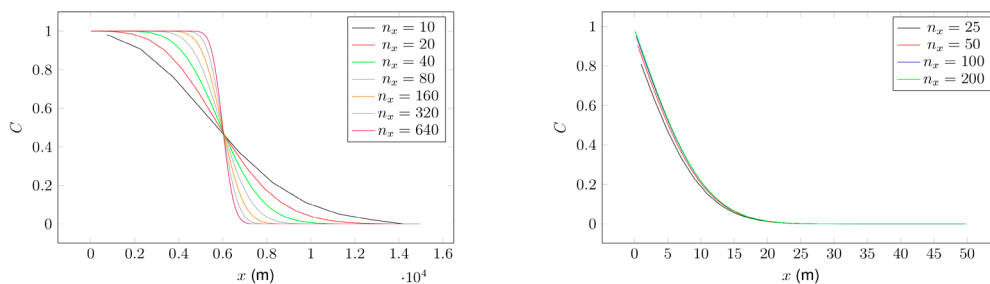 1
0.8
0.6
0.4
0.2
0
C
0 0.2 0.4 0.6 0.8 1 1.2 1.4 1.6
·10⁴
x (m)
nₓ = 10
nₓ = 20
nₓ = 40
nₓ = 80
nₓ = 160
nₓ = 320
nₓ = 640
1
0.8
0.6
0.4
0.2
0
C
0 5 10 15 20 25 30 35 40 45 50
x (m)
nₓ = 25
nₓ = 50
nₓ = 100
nₓ = 200